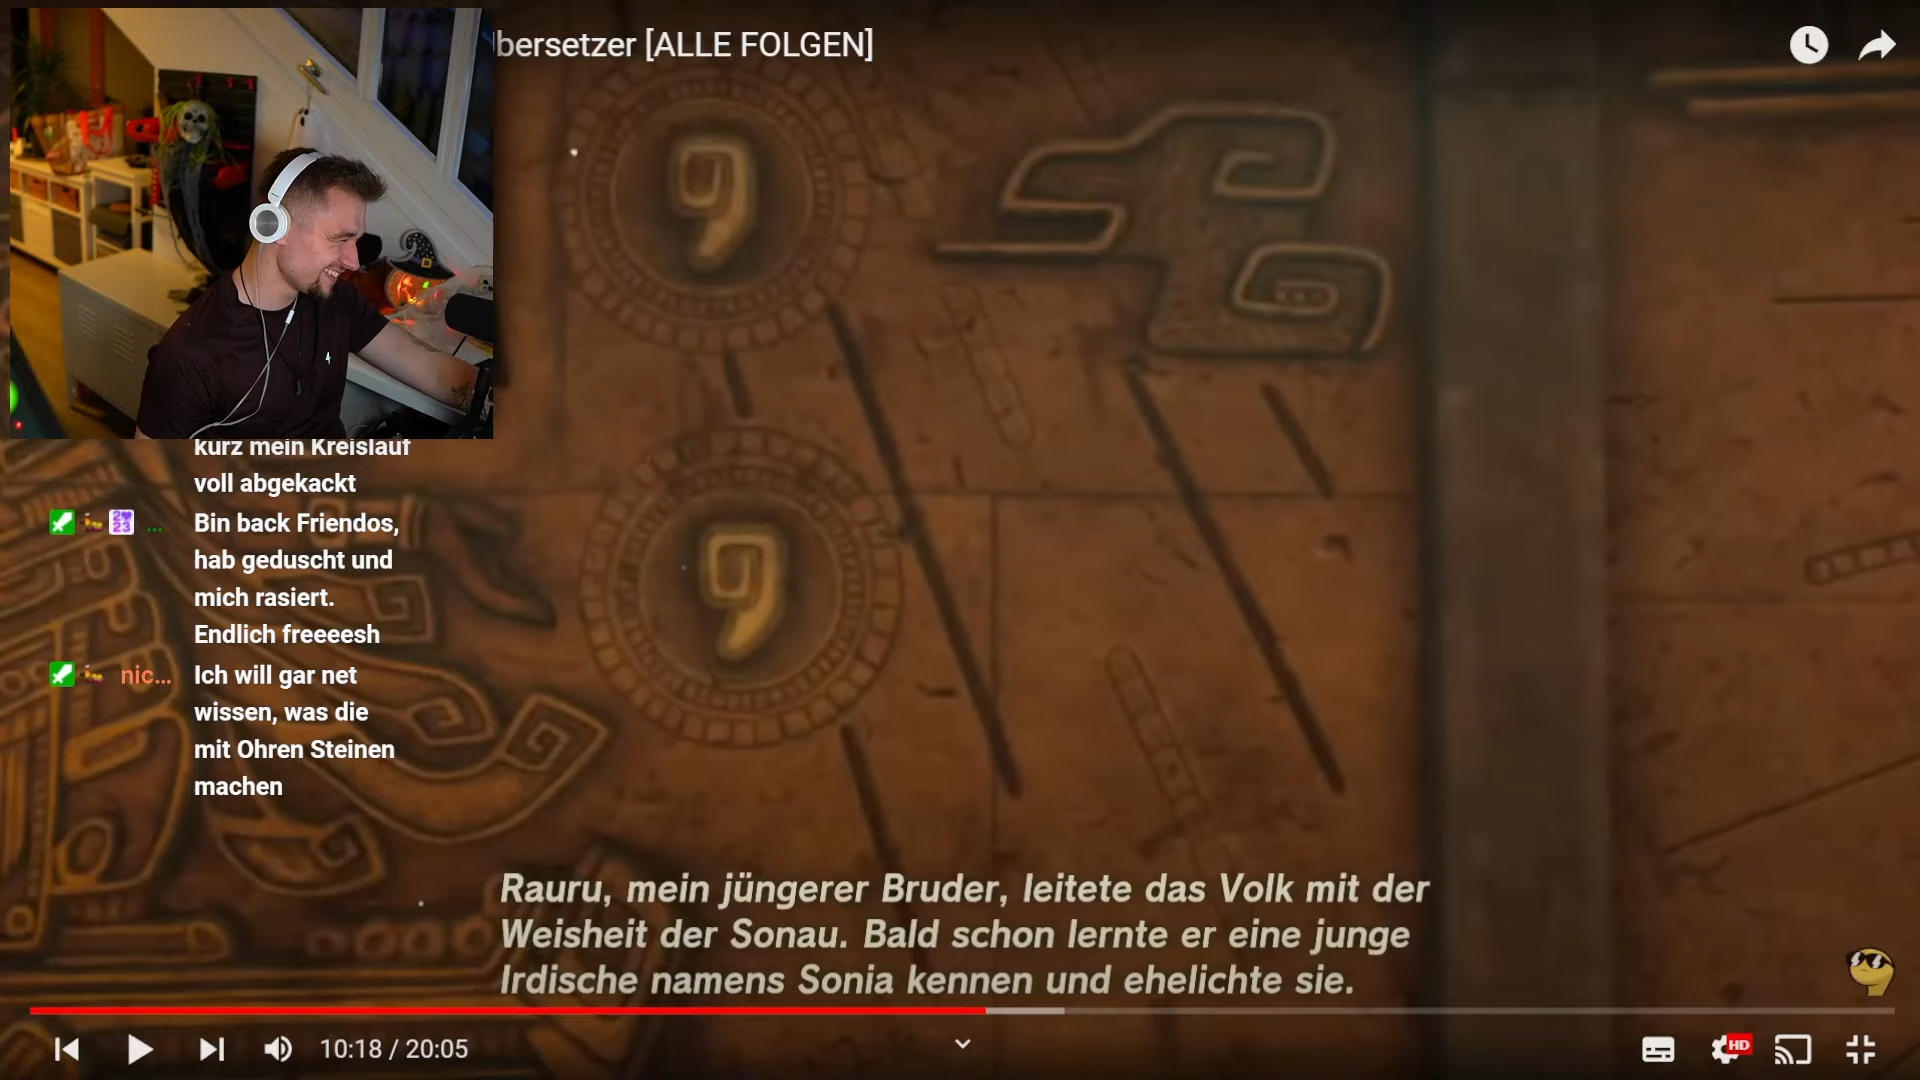 bersetzer [ALLE FOLGEN]
kurz mein Kreislauf
voll abgekackt
... Bin back Friendos,
hab geduscht und
mich rasiert.
Endlich freeeesh
nic... Ich will gar net
wissen, was die
mit Ohren Steinen
machen
Rauru, mein jüngerer Bruder, leitete das Volk mit der
Weisheit der Sonau. Bald schon lernte er eine junge
Irdische namens Sonia kennen und ehelichte sie.
10:18 / 20:05
HD